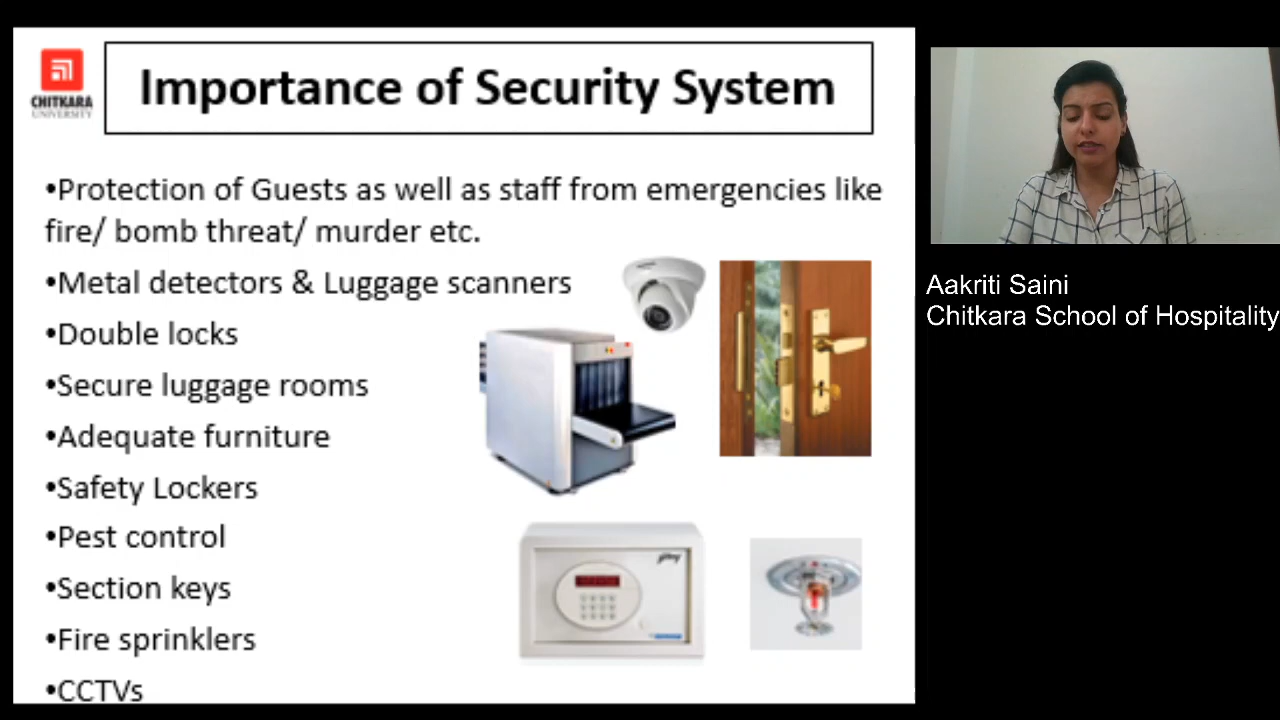 CHITKARA
UNIVERSITY
Importance of Security System
•Protection of Guests as well as staff from emergencies like
fire/ bomb threat/ murder etc.
•Metal detectors & Luggage scanners
•Double locks
•Secure luggage rooms
•Adequate furniture
•Safety Lockers
•Pest control
•Section keys
•Fire sprinklers
•CCTVs
Aakriti Saini
Chitkara School of Hospitality